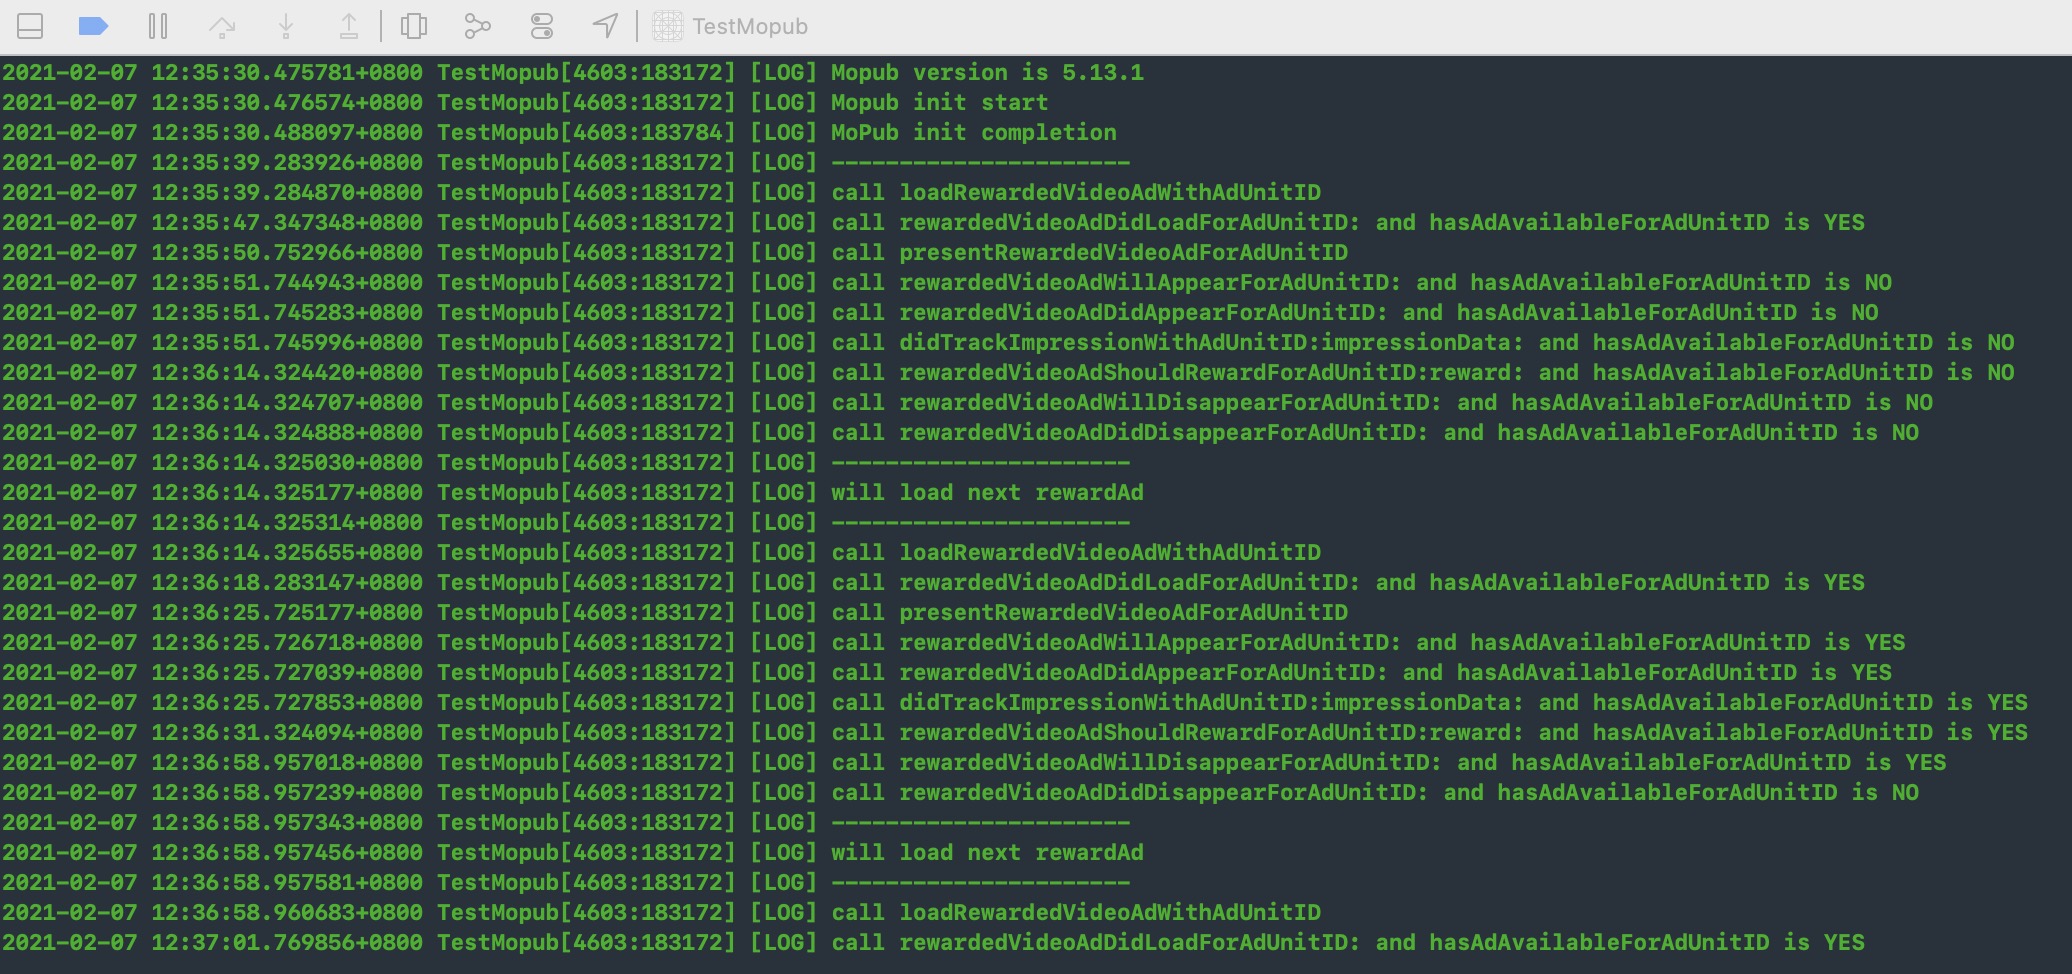 TestMopub
2021-02-07 12:35:30.475781+0800 TestMopub[4603:183172] [LOG] Mopub version is 5.13.1
2021-02-07 12:35:30.476574+0800 TestMopub[4603:183172] [LOG] Mopub init start
2021-02-07 12:35:30.488097+0800 TestMopub[4603:183784] [LOG] MoPub init completion
2021-02-07 12:35:39.283926+0800 TestMopub[4603:183172] [LOG] ----------------------
2021-02-07 12:35:39.284870+0800 TestMopub[4603:183172] [LOG] call loadRewardedVideoAdWithAdUnitID
2021-02-07 12:35:47.347348+0800 TestMopub[4603:183172] [LOG] call rewardedVideoAdDidLoadForAdUnitID: and hasAdAvailableForAdUnitID is YES
2021-02-07 12:35:50.752966+0800 TestMopub[4603:183172] [LOG] call presentRewardedVideoAdForAdUnitID
2021-02-07 12:35:51.744943+0800 TestMopub[4603:183172] [LOG] call rewardedVideoAdWillAppearForAdUnitID: and hasAdAvailableForAdUnitID is NO
2021-02-07 12:35:51.745283+0800 TestMopub[4603:183172] [LOG] call rewardedVideoAdDidAppearForAdUnitID: and hasAdAvailableForAdUnitID is NO
2021-02-07 12:35:51.745996+0800 TestMopub[4603:183172] [LOG] call didTrackImpressionWithAdUnitID:impressionData: and hasAdAvailableForAdUnitID is NO
2021-02-07 12:36:14.324420+0800 TestMopub[4603:183172] [LOG] call rewardedVideoAdShouldRewardForAdUnitID:reward: and hasAdAvailableForAdUnitID is NO
2021-02-07 12:36:14.324707+0800 TestMopub[4603:183172] [LOG] call rewardedVideoAdWillDisappearForAdUnitID: and hasAdAvailableForAdUnitID is NO
2021-02-07 12:36:14.324888+0800 TestMopub[4603:183172] [LOG] call rewardedVideoAdDidDisappearForAdUnitID: and hasAdAvailableForAdUnitID is NO
2021-02-07 12:36:14.325030+0800 TestMopub[4603:183172] [LOG] ----------------------
2021-02-07 12:36:14.325177+0800 TestMopub[4603:183172] [LOG] will load next rewardAd
2021-02-07 12:36:14.325314+0800 TestMopub[4603:183172] [LOG] ----------------------
2021-02-07 12:36:14.325655+0800 TestMopub[4603:183172] [LOG] call loadRewardedVideoAdWithAdUnitID
2021-02-07 12:36:18.283147+0800 TestMopub[4603:183172] [LOG] call rewardedVideoAdDidLoadForAdUnitID: and hasAdAvailableForAdUnitID is YES
2021-02-07 12:36:25.725177+0800 TestMopub[4603:183172] [LOG] call presentRewardedVideoAdForAdUnitID
2021-02-07 12:36:25.726718+0800 TestMopub[4603:183172] [LOG] call rewardedVideoAdWillAppearForAdUnitID: and hasAdAvailableForAdUnitID is YES
2021-02-07 12:36:25.727039+0800 TestMopub[4603:183172] [LOG] call rewardedVideoAdDidAppearForAdUnitID: and hasAdAvailableForAdUnitID is YES
2021-02-07 12:36:25.727853+0800 TestMopub[4603:183172] [LOG] call didTrackImpressionWithAdUnitID:impressionData: and hasAdAvailableForAdUnitID is YES
2021-02-07 12:36:31.324094+0800 TestMopub[4603:183172] [LOG] call rewardedVideoAdShouldRewardForAdUnitID:reward: and hasAdAvailableForAdUnitID is YES
2021-02-07 12:36:58.957018+0800 TestMopub[4603:183172] [LOG] call rewardedVideoAdWillDisappearForAdUnitID: and hasAdAvailableForAdUnitID is YES
2021-02-07 12:36:58.957239+0800 TestMopub[4603:183172] [LOG] call rewardedVideoAdDidDisappearForAdUnitID: and hasAdAvailableForAdUnitID is NO
2021-02-07 12:36:58.957343+0800 TestMopub[4603:183172] [LOG] ----------------------
2021-02-07 12:36:58.957456+0800 TestMopub[4603:183172] [LOG] will load next rewardAd
2021-02-07 12:36:58.957581+0800 TestMopub[4603:183172] [LOG] ----------------------
2021-02-07 12:36:58.960683+0800 TestMopub[4603:183172] [LOG] call loadRewardedVideoAdWithAdUnitID
2021-02-07 12:37:01.769856+0800 TestMopub[4603:183172] [LOG] call rewardedVideoAdDidLoadForAdUnitID: and hasAdAvailableForAdUnitID is YES